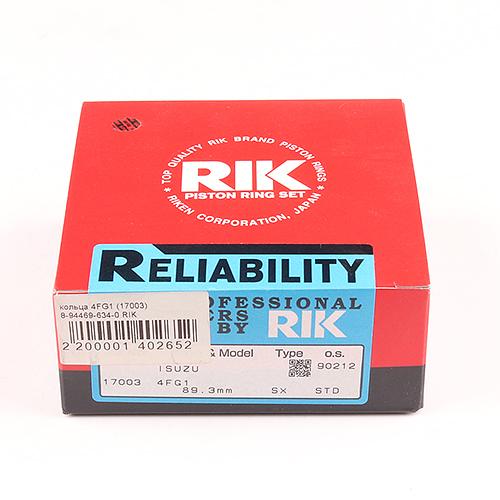 * TOP QUALITY RIK BRAND PISTON RINGS *
RIK
PISTON RING SET
RIKEN CORPORATION, JAPAN
RELIABILITY
кольца 4FG1 (17003)
8-94469-634-0 RIK
2 200001 402652
OFESSIONAL
ERS
BY RIK
& Model Type o.s.
ISUZU 90212
17003 4FG1
89.3mm SX STD